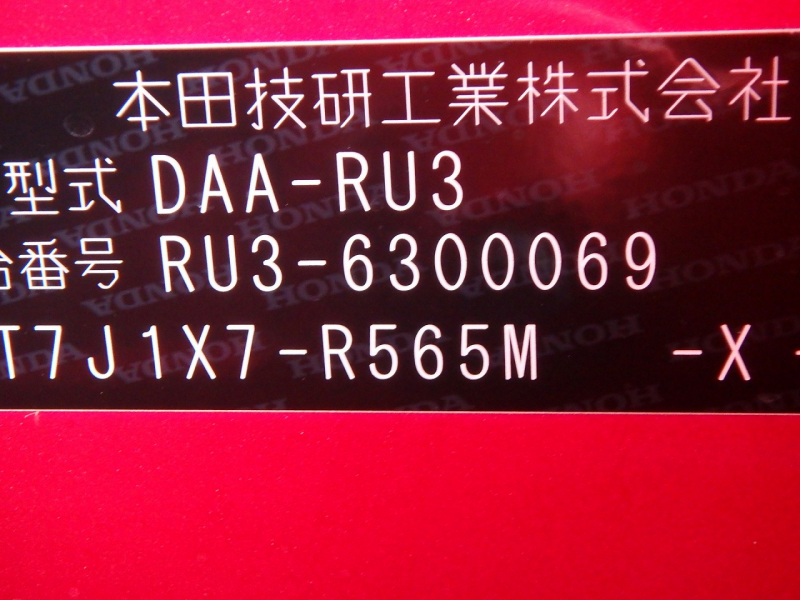 本田技研工業株式会社
型式 DAA-RU3
番号 RU3-6300069
T7J1X7-R565M -X -